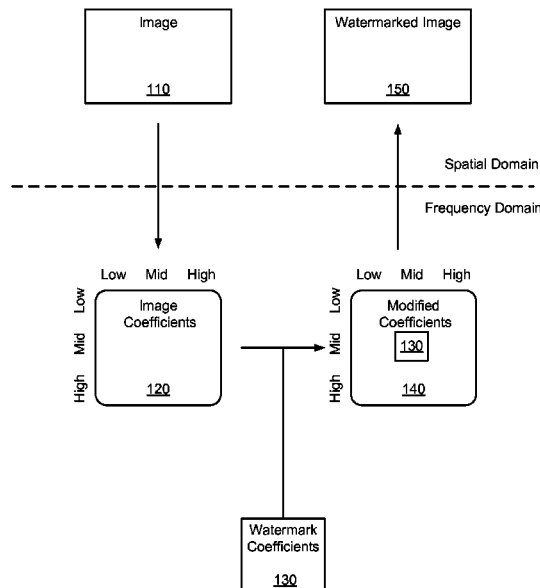 Image
110
Watermarked Image
150
Spatial Domain
Frequency Domain
Low Mid High
Low
Mid
High
Image
Coefficients
120
Low Mid High
Low
Mid
High
Modified
Coefficients
130
140
Watermark
Coefficients
130